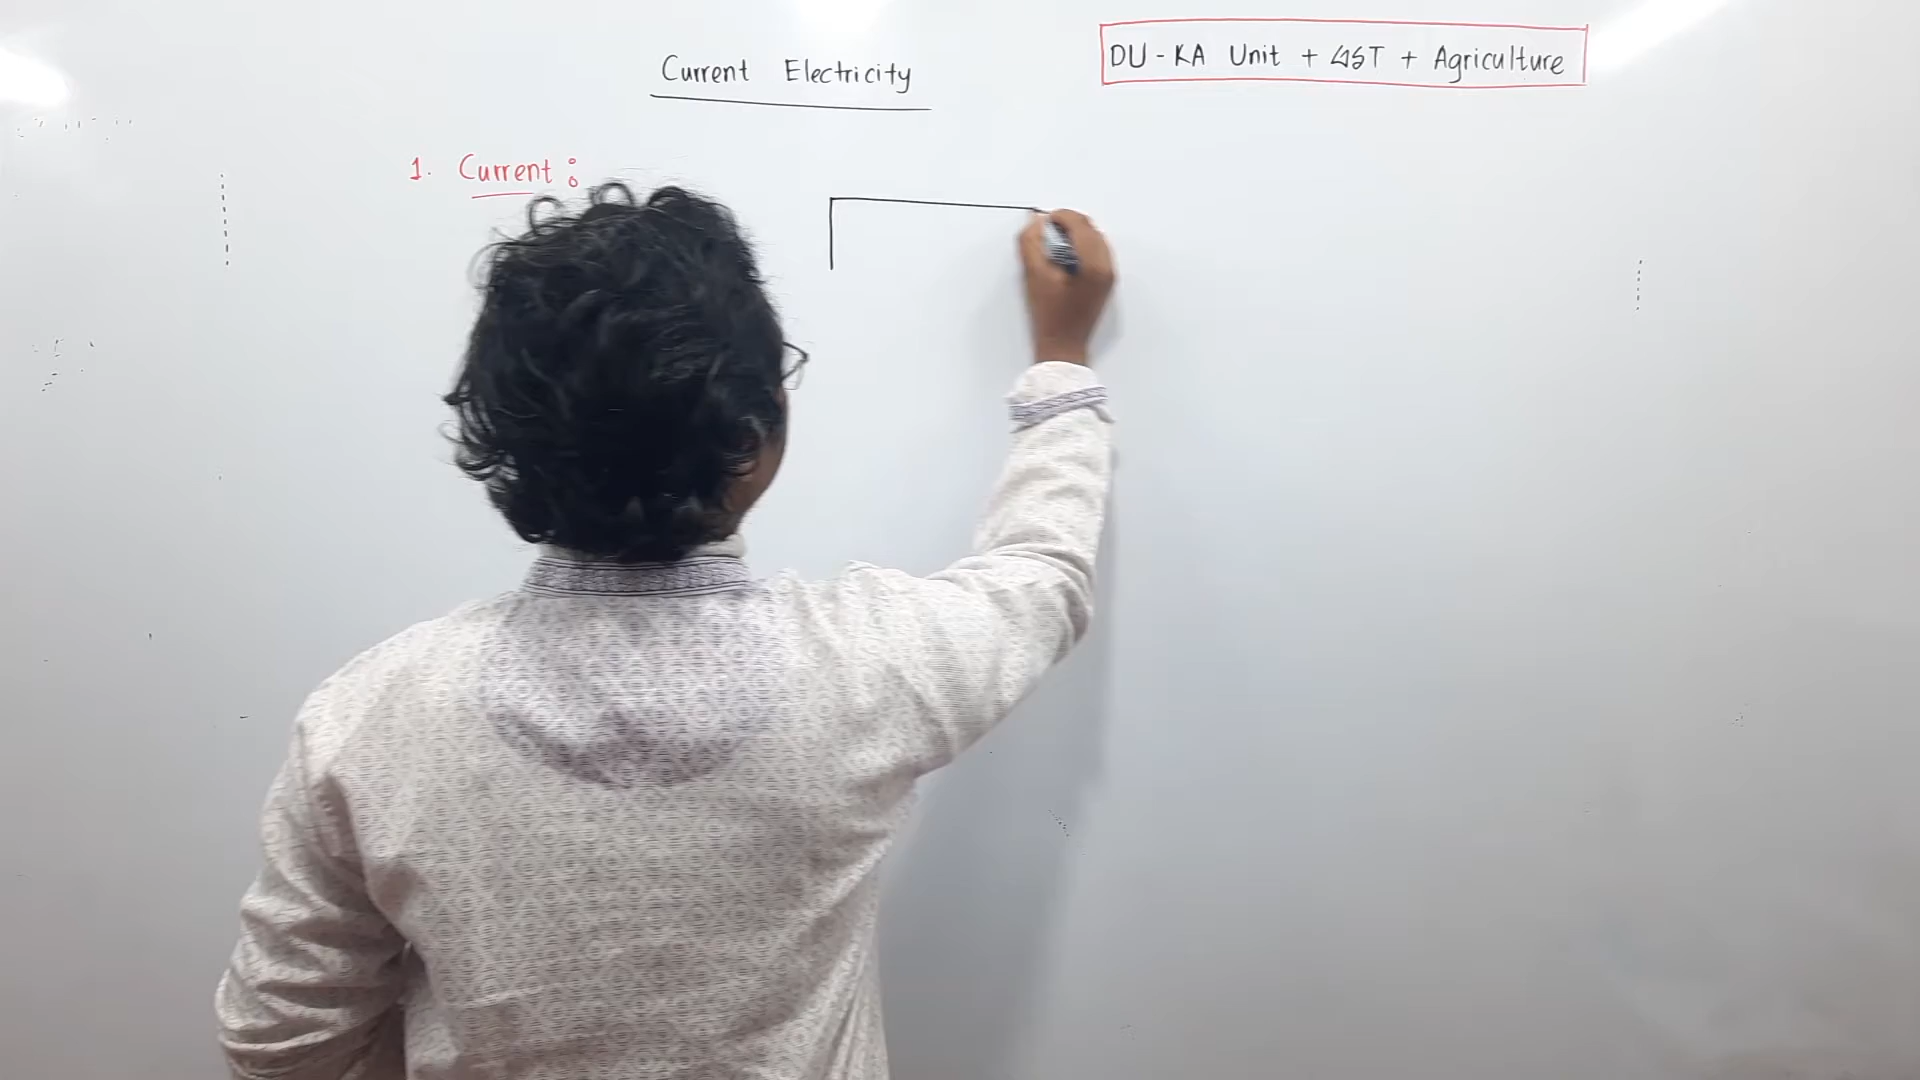 Current Electricity
DU - KA Unit + GST + Agriculture
1. Current :